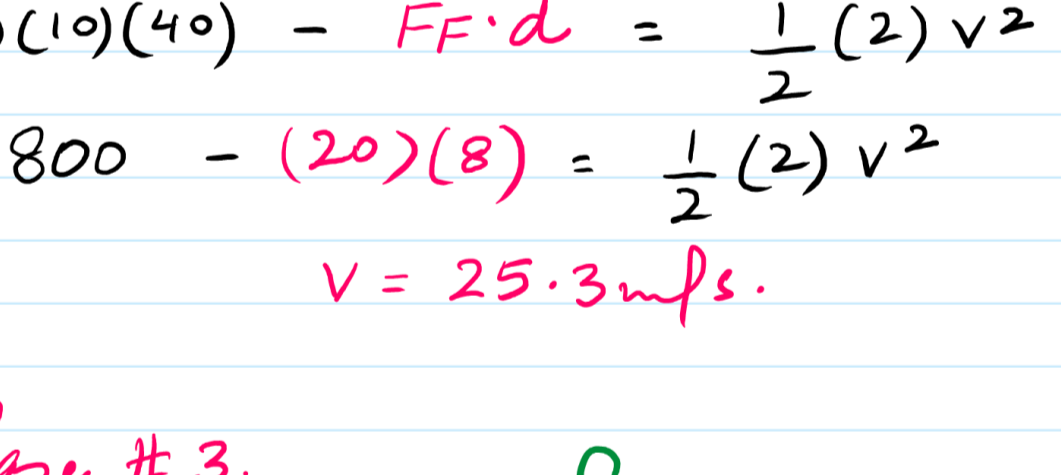 (10)(40) - FF·d = 1/2 (2) v²
800 - (20)(8) = 1/2 (2) v²
v = 25.3 m/s.
# 3.